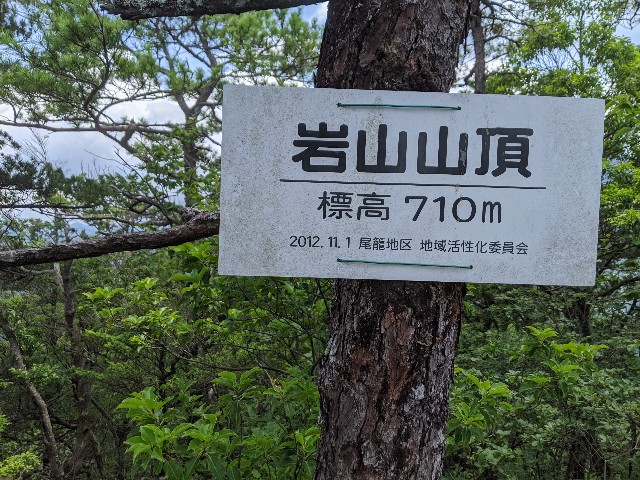 岩山山頂
標高 710m
2012.11.1 尾籠地区 地域活性化委員会